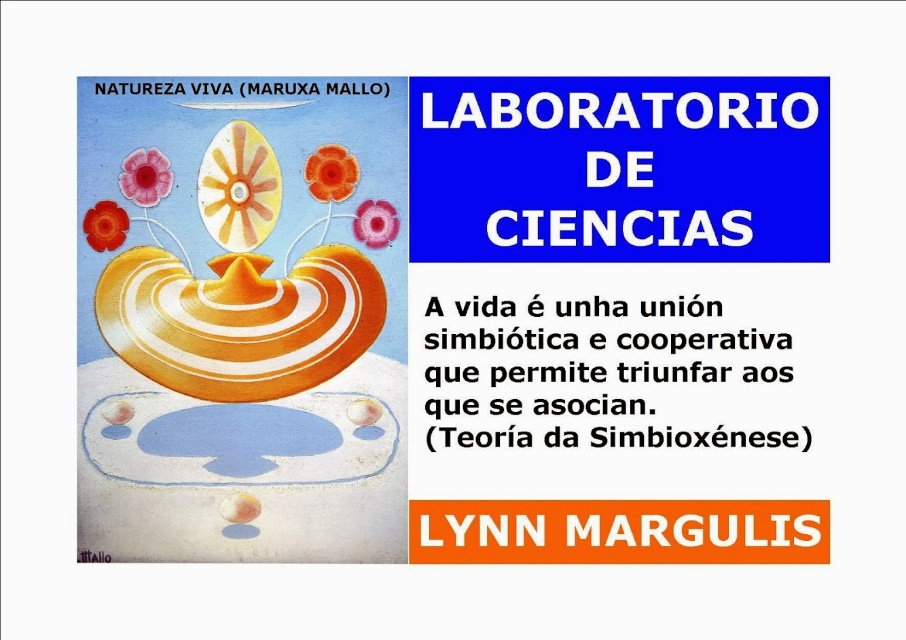 NATUREZA VIVA (MARUXA MALLO)
LABORATORIO
DE
CIENCIAS
A vida é unha unión
simbiótica e cooperativa
que permite triunfar aos
que se asocian.
(Teoría da Simbioxénese)
LYNN MARGULIS
Mallo